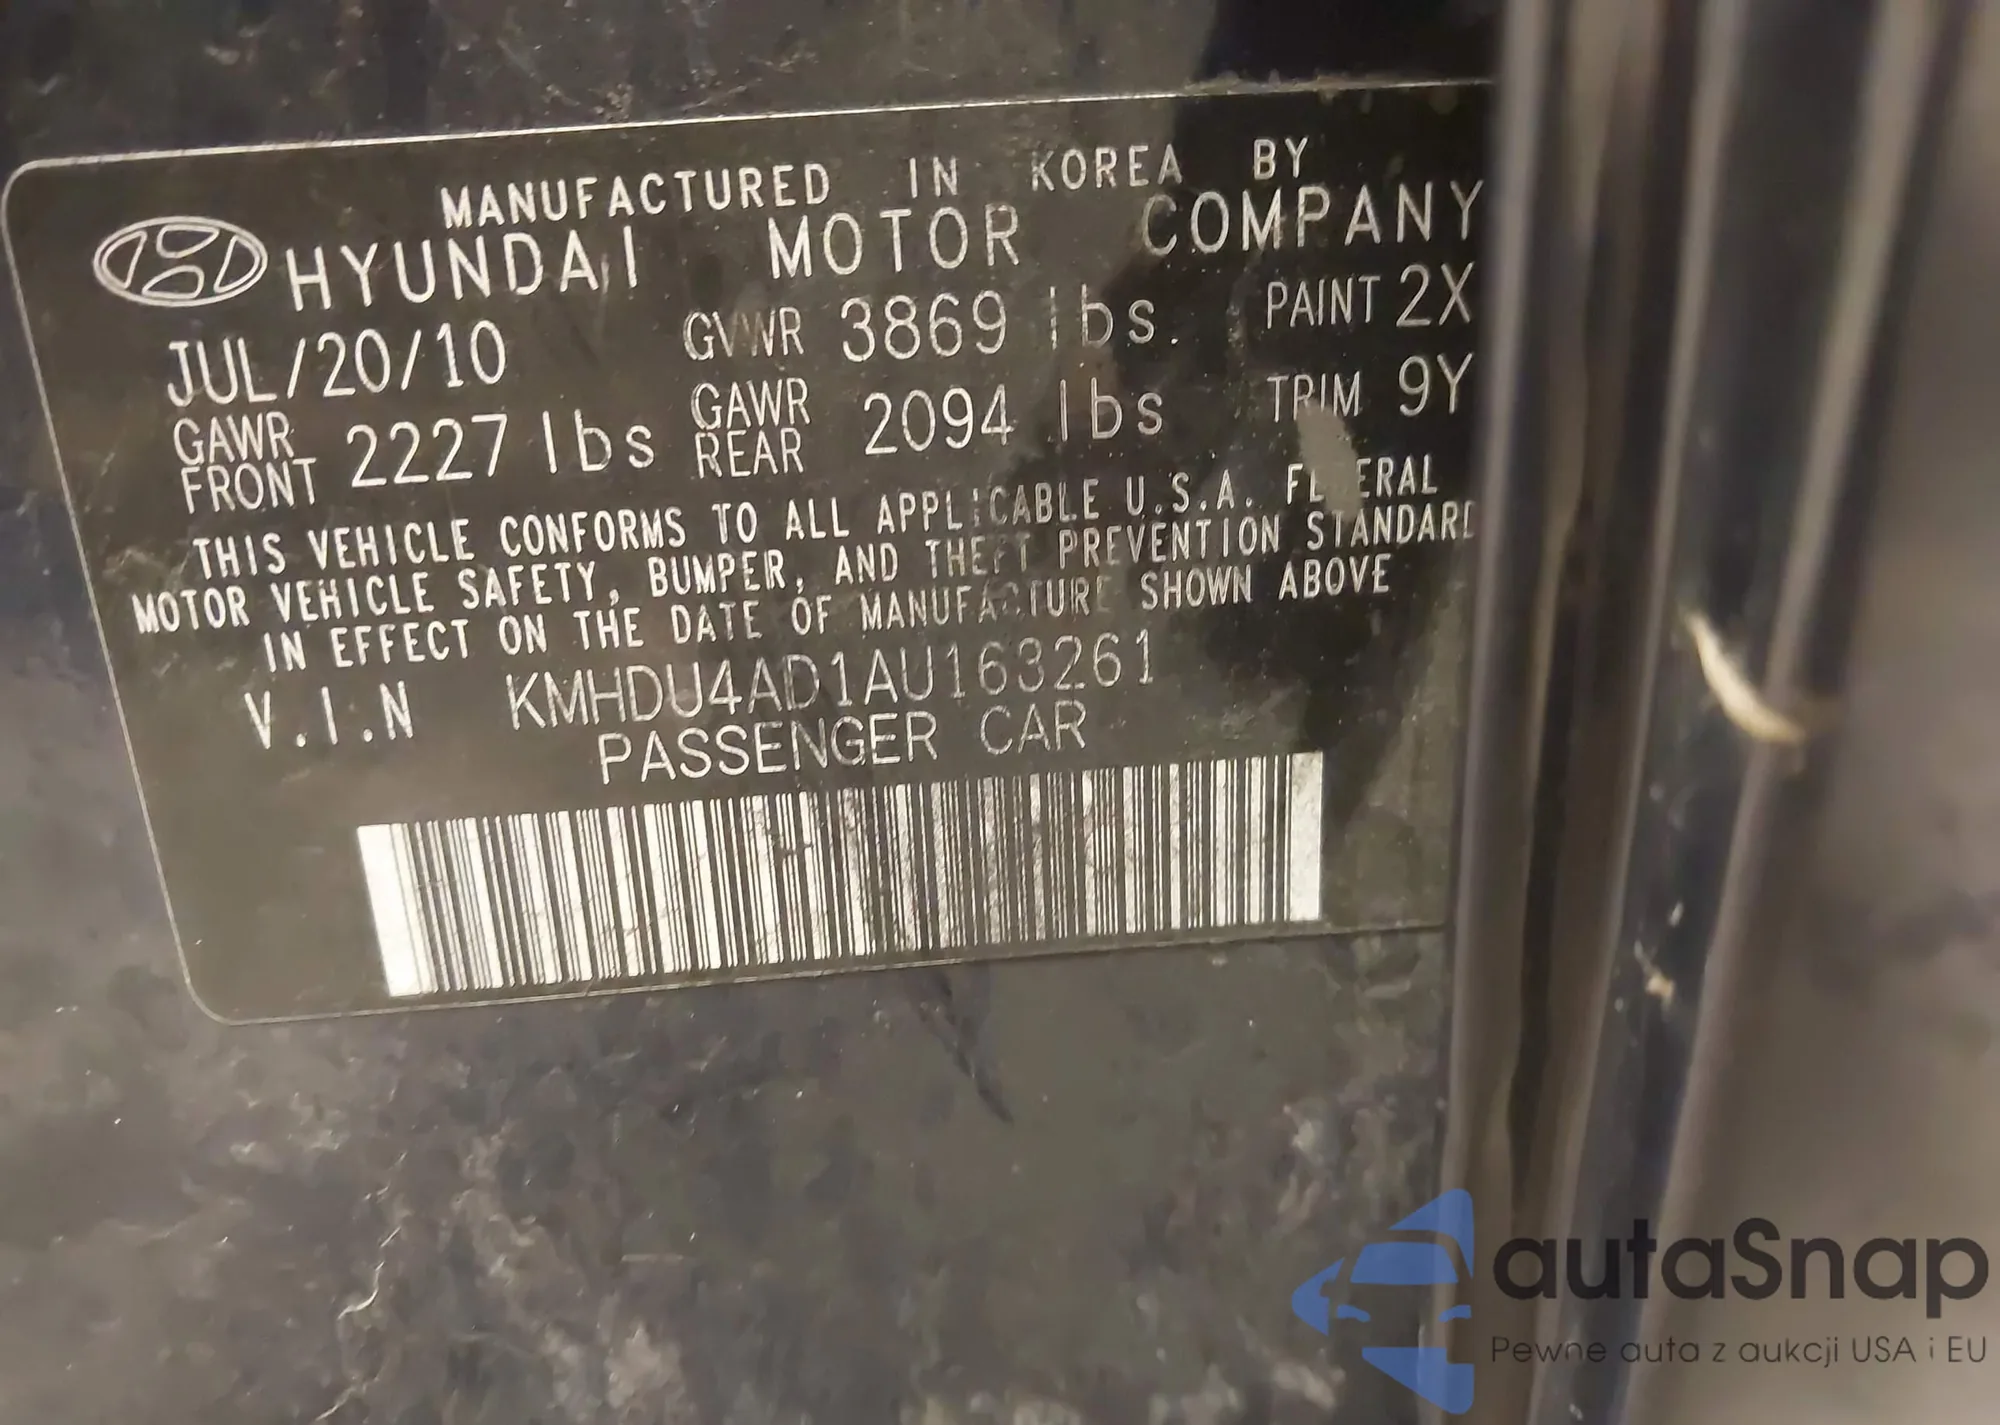 MANUFACTURED IN KOREA BY
HYUNDAI MOTOR COMPANY
JUL/20/10 GVWR 3869 lbs. PAINT 2X
GAWR FRONT 2227 lbs GAWR REAR 2094 lbs TRIM 9Y
THIS VEHICLE CONFORMS TO ALL APPLICABLE U.S.A. FEDERAL
MOTOR VEHICLE SAFETY, BUMPER, AND THEFT PREVENTION STANDARD
IN EFFECT ON THE DATE OF MANUFACTURE SHOWN ABOVE
V.I.N KMHDU4AD1AU163261
PASSENGER CAR
autaSnap
Pewne auta z aukcji USA i EU